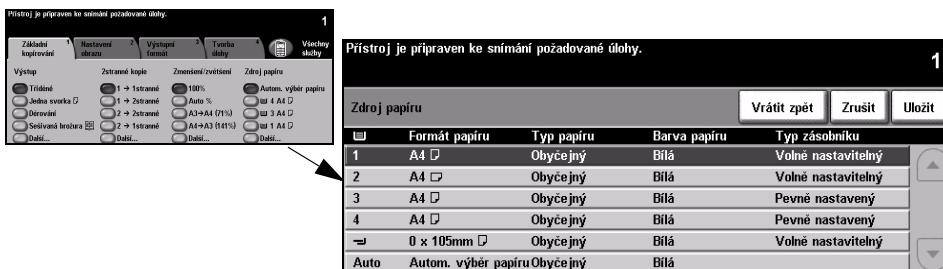 Přístroj je připraven ke snímání požadované úlohy.
1
Základní kopírování 1
Nastavení obrazu 2
Výstupní formát 3
Tvorba úlohy 4
Všechny služby
Výstup 2stranné kopie Zmenšení/zvětšení Zdroj papíru
Tříděné 1 → 1stranné 100% Autom. výběr papíru
Jedna svorka 1 → 2stranné Auto % 4 A4
Děrování 2 → 2stranné A3→A4 (71%) 3 A4
Sešívaná brožura 2 → 1stranné A4→A3 (141%) 1 A4
Další... Další... Další... Další...
Přístroj je připraven ke snímání požadované úlohy.
1
Zdroj papíru Vrátit zpět Zrušit Uložit
Formát papíru Typ papíru Barva papíru Typ zásobníku
1 A4 Obyčejný Bílá Volně nastavitelný
2 A4 Obyčejný Bílá Volně nastavitelný
3 A4 Obyčejný Bílá Pevně nastavený
4 A4 Obyčejný Bílá Pevně nastavený
0 x 105mm Obyčejný Bílá Volně nastavitelný
Auto Autom. výběr papíru Obyčejný Bílá